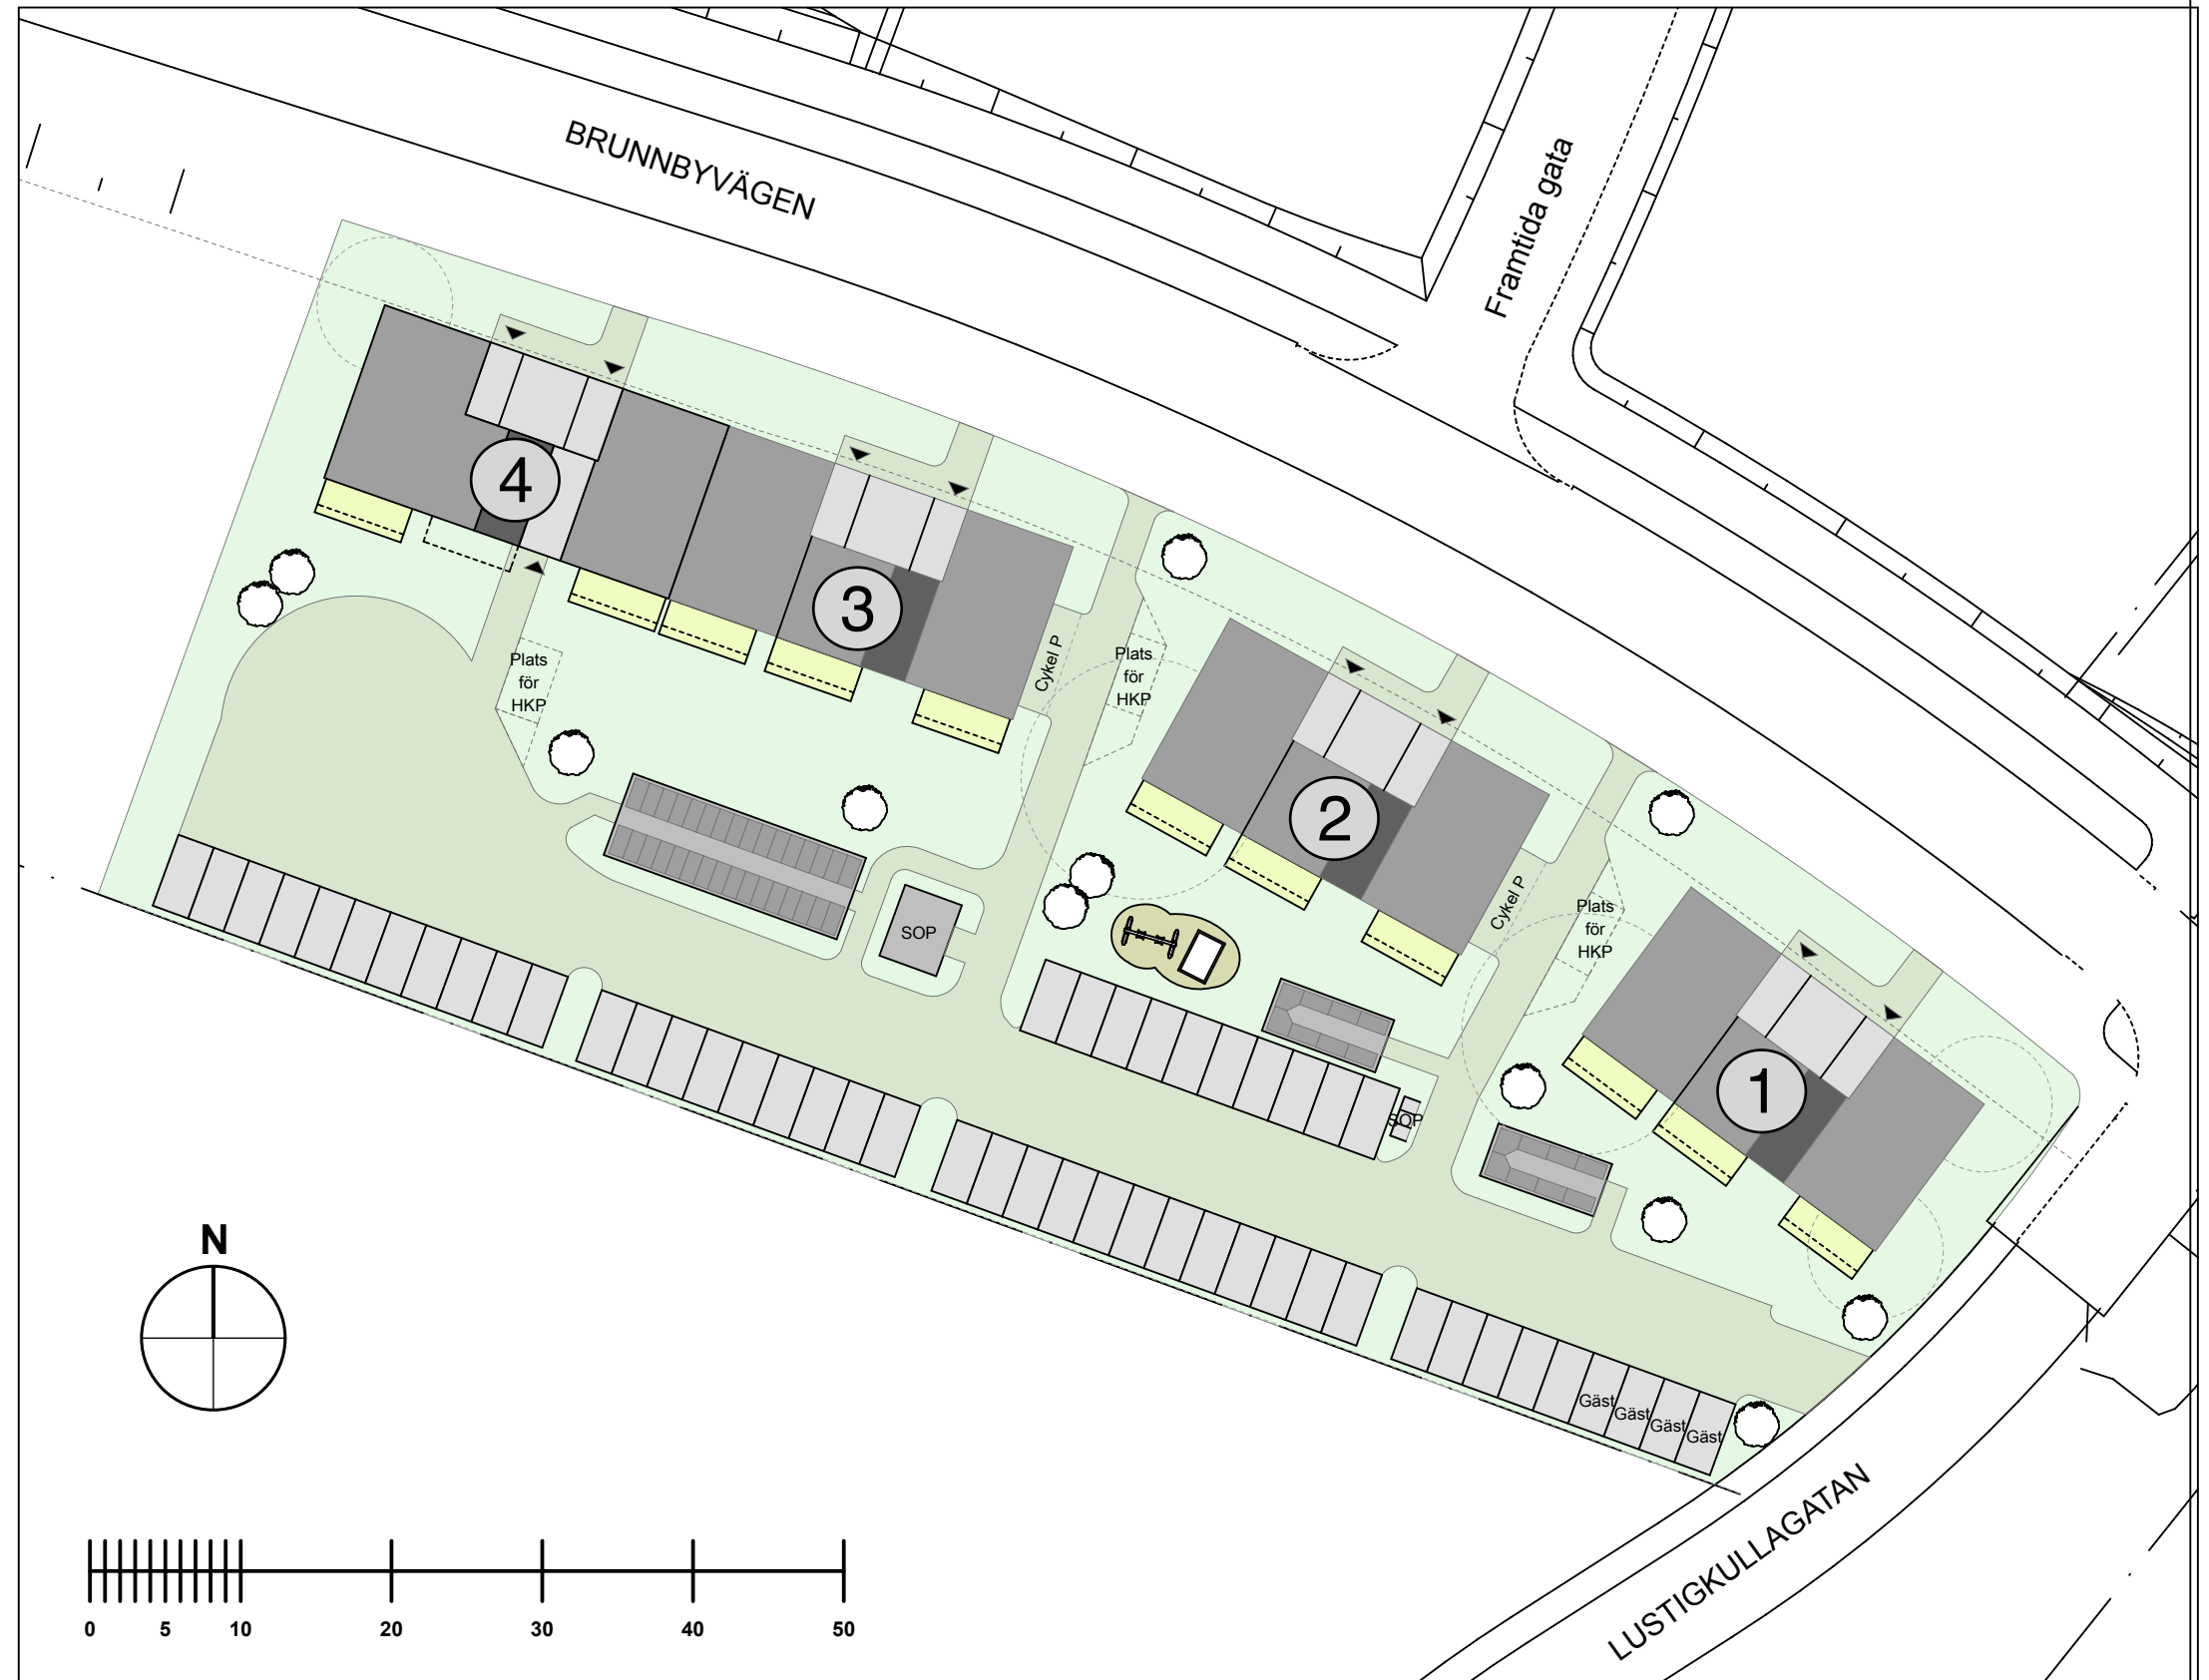 BRUNNBYVÄGEN
Framtida gata
4
3
Cykel P
Plats
för
HKP
Plats
för
HKP
2
Cykel P
Plats
för
HKP
SOP
1
SOP
N
Gäst
Gäst
Gäst
Gäst
LUSTIGKULLAGATAN
0 5 10 20 30 40 50